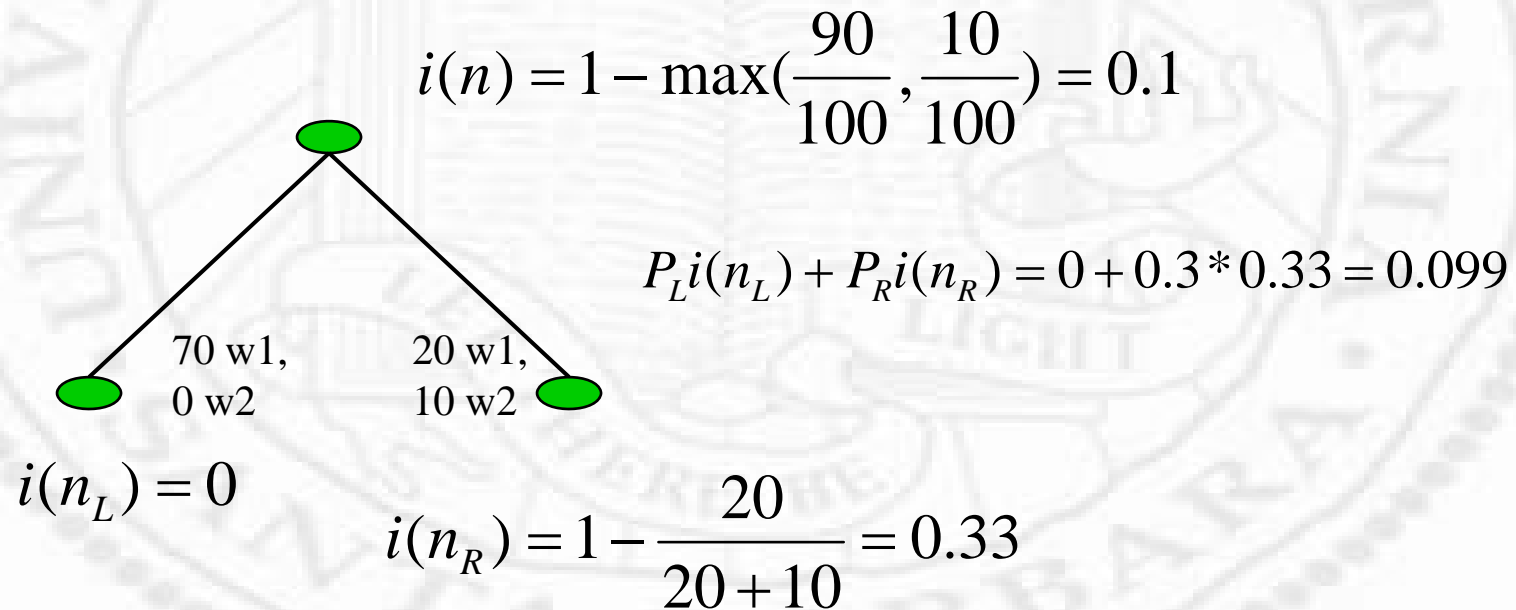 i(n) = 1 − max(90/100, 10/100) = 0.1
P_L i(n_L) + P_R i(n_R) = 0 + 0.3 * 0.33 = 0.099
70 w1,
0 w2
20 w1,
10 w2
i(n_L) = 0
i(n_R) = 1 − 20/(20 + 10) = 0.33
LIGHT